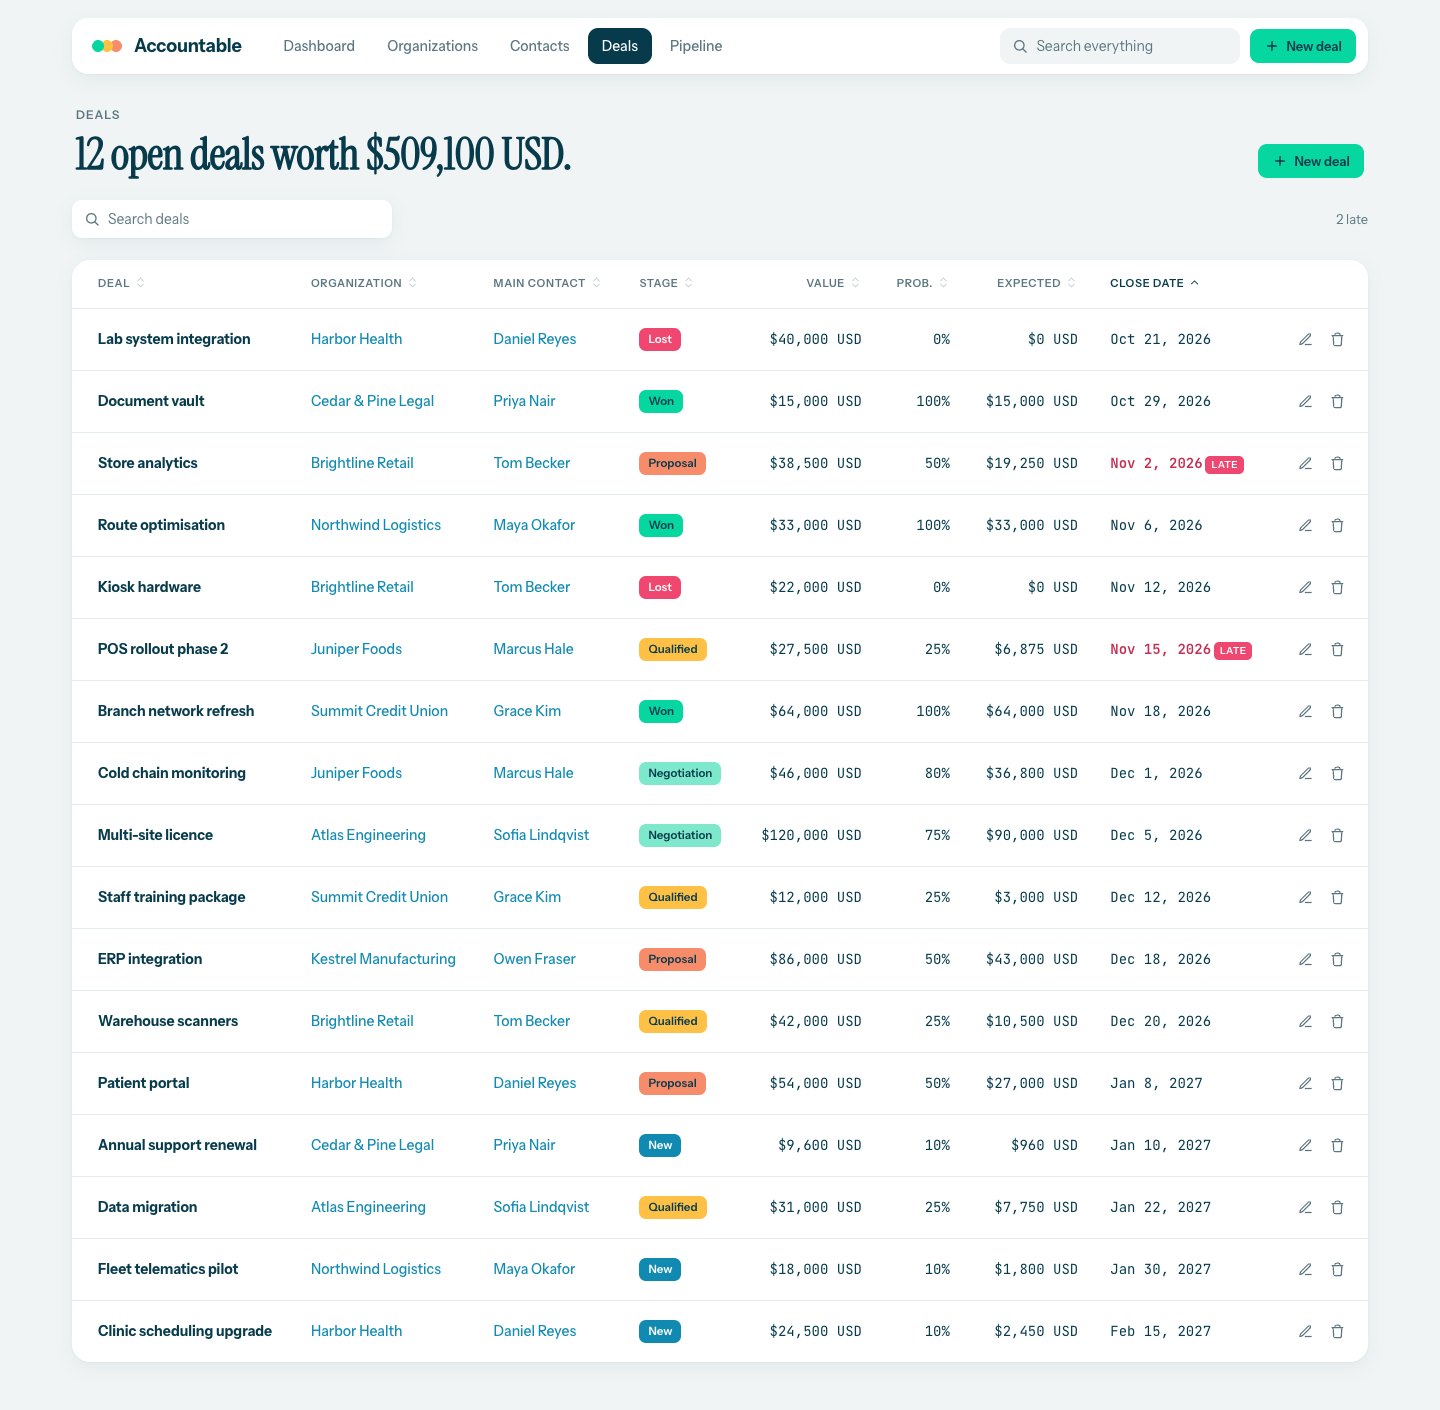 Accountable Dashboard Organizations Contacts Deals Pipeline Search everything + New deal
DEALS
12 open deals worth $509,100 USD.
+ New deal
Search deals 2 late
DEAL ORGANIZATION MAIN CONTACT STAGE VALUE PROB. EXPECTED CLOSE DATE
Lab system integration Harbor Health Daniel Reyes Lost $40,000 USD 0% $0 USD Oct 21, 2026
Document vault Cedar & Pine Legal Priya Nair Won $15,000 USD 100% $15,000 USD Oct 29, 2026
Store analytics Brightline Retail Tom Becker Proposal $38,500 USD 50% $19,250 USD Nov 2, 2026 LATE
Route optimisation Northwind Logistics Maya Okafor Won $33,000 USD 100% $33,000 USD Nov 6, 2026
Kiosk hardware Brightline Retail Tom Becker Lost $22,000 USD 0% $0 USD Nov 12, 2026
POS rollout phase 2 Juniper Foods Marcus Hale Qualified $27,500 USD 25% $6,875 USD Nov 15, 2026 LATE
Branch network refresh Summit Credit Union Grace Kim Won $64,000 USD 100% $64,000 USD Nov 18, 2026
Cold chain monitoring Juniper Foods Marcus Hale Negotiation $46,000 USD 80% $36,800 USD Dec 1, 2026
Multi-site licence Atlas Engineering Sofia Lindqvist Negotiation $120,000 USD 75% $90,000 USD Dec 5, 2026
Staff training package Summit Credit Union Grace Kim Qualified $12,000 USD 25% $3,000 USD Dec 12, 2026
ERP integration Kestrel Manufacturing Owen Fraser Proposal $86,000 USD 50% $43,000 USD Dec 18, 2026
Warehouse scanners Brightline Retail Tom Becker Qualified $42,000 USD 25% $10,500 USD Dec 20, 2026
Patient portal Harbor Health Daniel Reyes Proposal $54,000 USD 50% $27,000 USD Jan 8, 2027
Annual support renewal Cedar & Pine Legal Priya Nair New $9,600 USD 10% $960 USD Jan 10, 2027
Data migration Atlas Engineering Sofia Lindqvist Qualified $31,000 USD 25% $7,750 USD Jan 22, 2027
Fleet telematics pilot Northwind Logistics Maya Okafor New $18,000 USD 10% $1,800 USD Jan 30, 2027
Clinic scheduling upgrade Harbor Health Daniel Reyes New $24,500 USD 10% $2,450 USD Feb 15, 2027